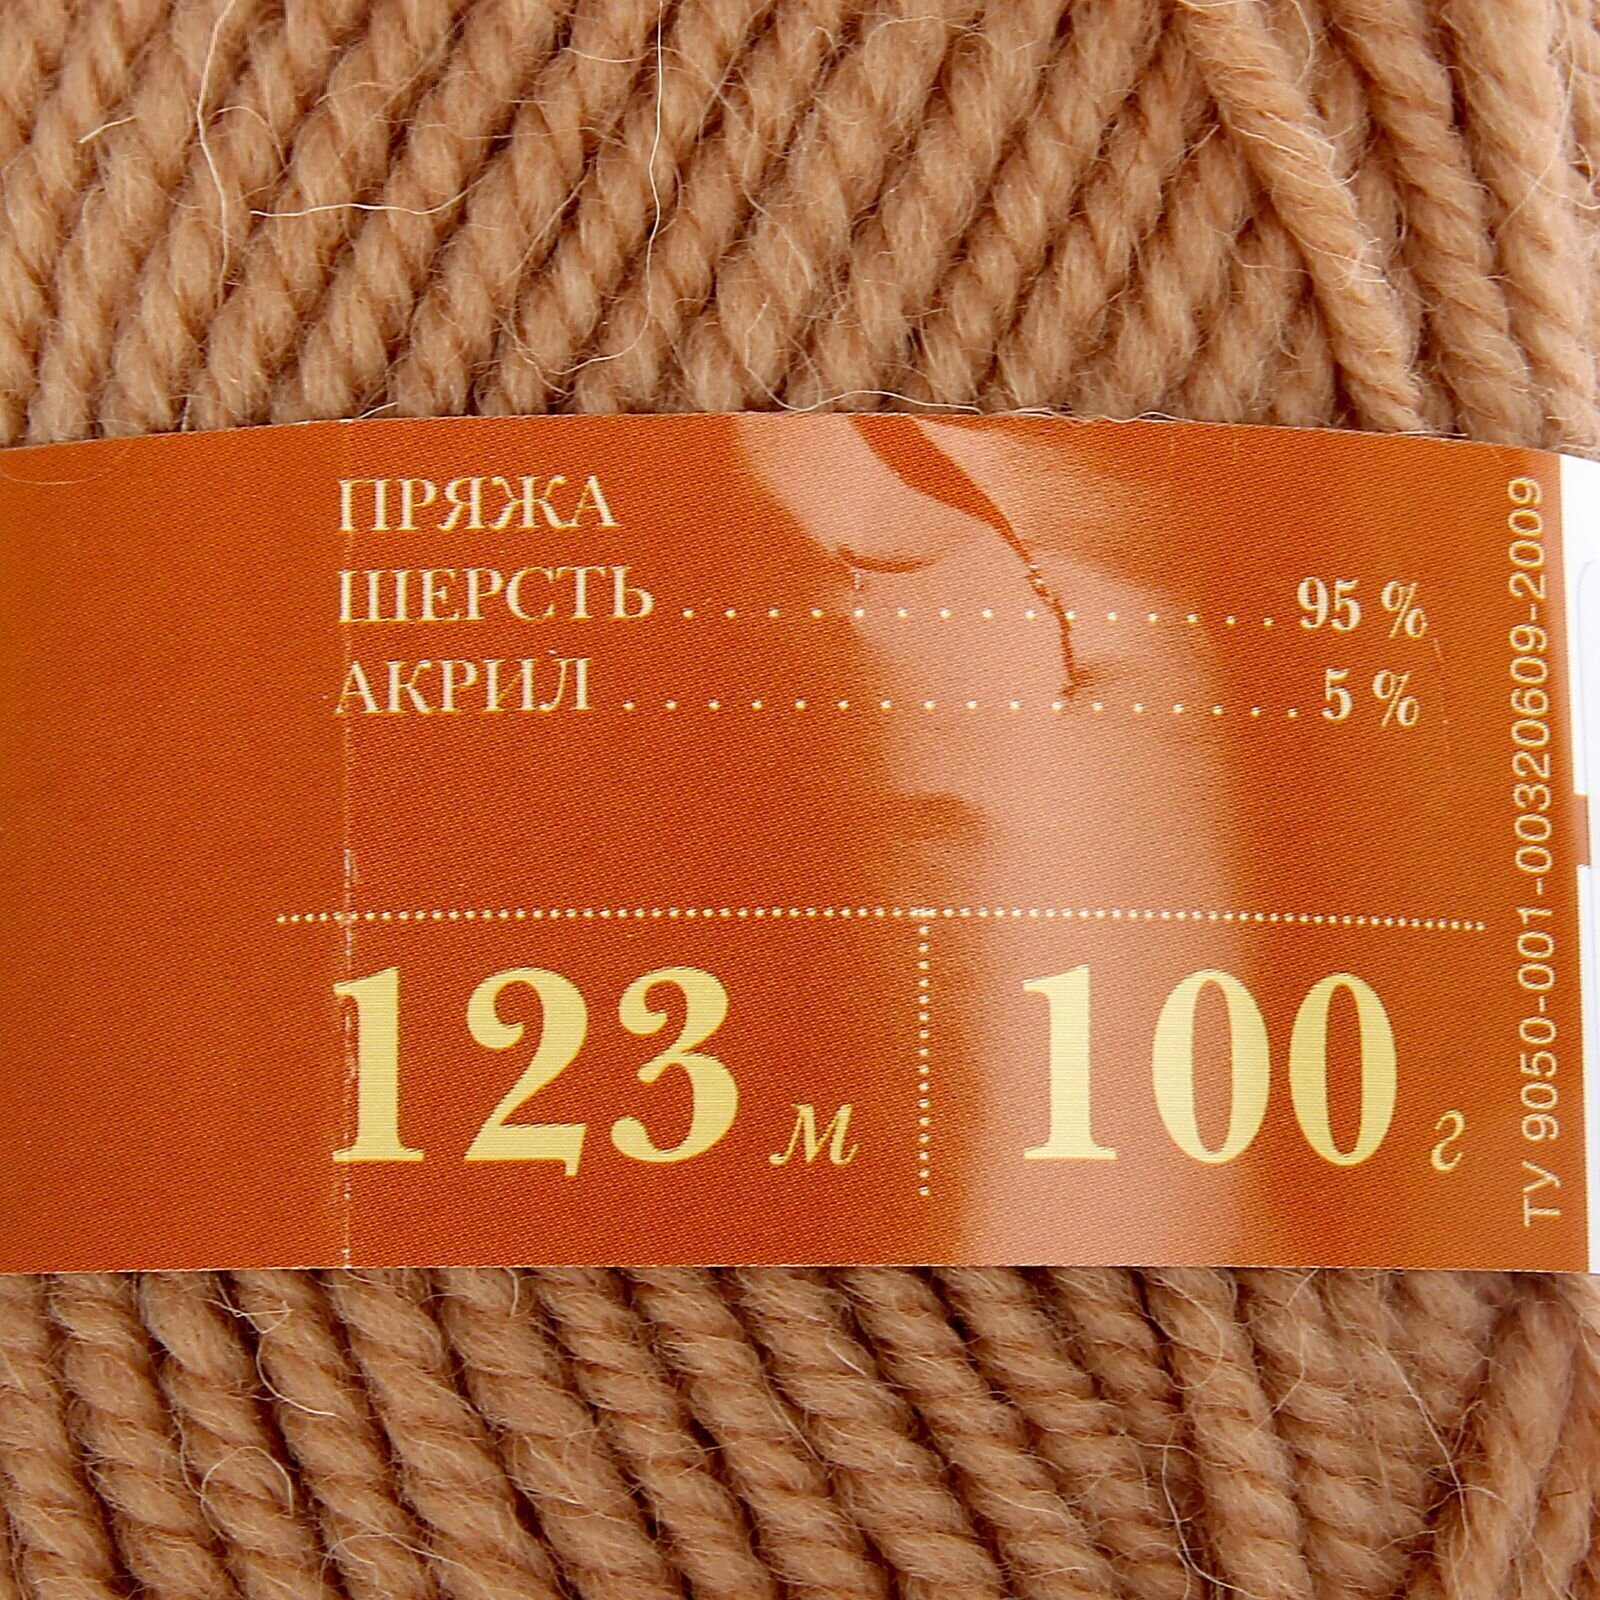 ПРЯЖА
ШЕРСТЬ . . . . . . . . . . . . . . . . . . . . . 95 %
АКРИЛ . . . . . . . . . . . . . . . . . . . . . . . . 5 %
123 м
100 г
ТУ 9050-001-00320609-2009